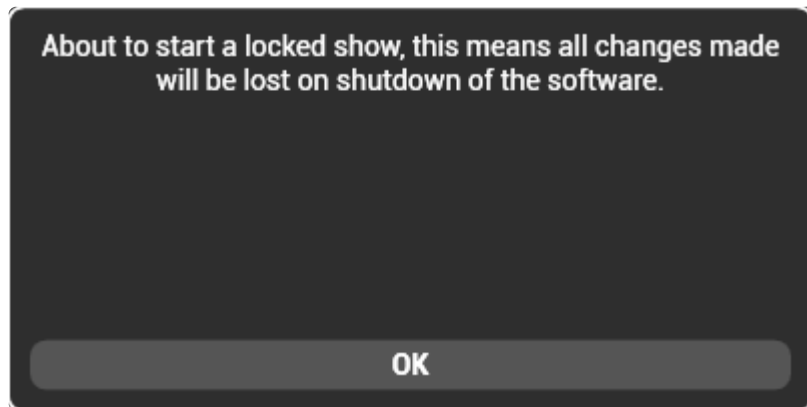 About to start a locked show, this means all changes made
will be lost on shutdown of the software.
OK